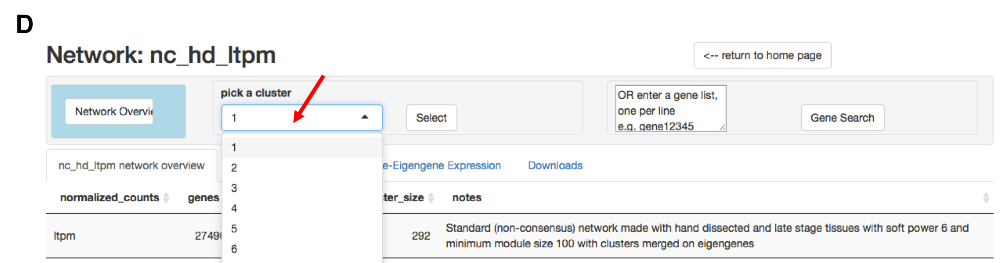 D
Network: nc_hd_ltpm
<-- return to home page
Network Overvie
pick a cluster
1
Select
OR enter a gene list,
one per line
e.g. gene12345
Gene Search
1
2
3
4
5
6
nc_hd_ltpm network overview
e-Eigengene Expression
Downloads
normalized_counts
genes
ter_size
notes
ltpm
2749
292
Standard (non-consensus) network made with hand dissected and late stage tissues with soft power 6 and
minimum module size 100 with clusters merged on eigengenes